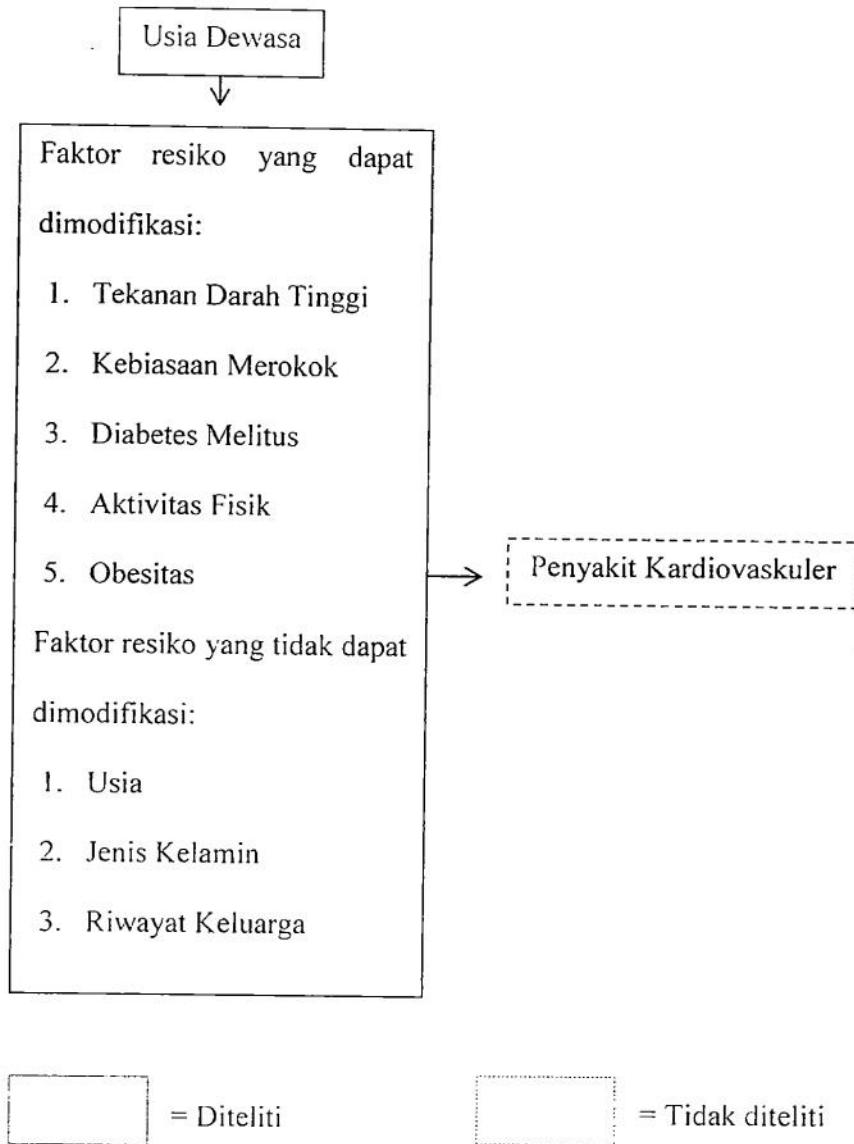 Usia Dewasa
Faktor resiko yang dapat
dimodifikasi:
1. Tekanan Darah Tinggi
2. Kebiasaan Merokok
3. Diabetes Melitus
4. Aktivitas Fisik
5. Obesitas
Penyakit Kardiovaskuler
Faktor resiko yang tidak dapat
dimodifikasi:
1. Usia
2. Jenis Kelamin
3. Riwayat Keluarga
= Diteliti
= Tidak diteliti